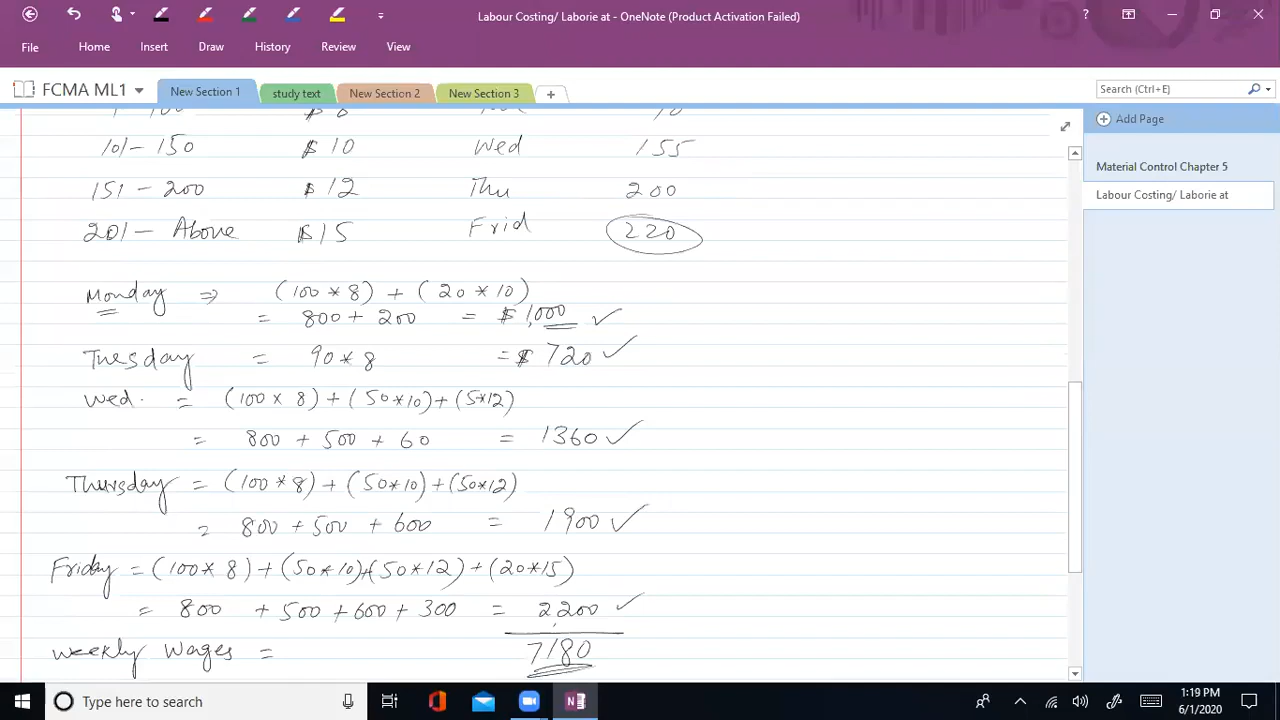 Labour Costing/ Laborie at - OneNote (Product Activation Failed)
File Home Insert Draw History Review View
FCMA ML1 New Section 1 study text New Section 2 New Section 3
Search (Ctrl+E)
Add Page
Material Control Chapter 5
Labour Costing/ Laborie at
101 - 150 $ 10 Wed 155
151 - 200 $ 12 Thu 200
201 - Above $ 15 Frid 220
Monday ⇒ (100 * 8) + (20 * 10)
= 800 + 200 = $ 1,000 ✓
Tuesday = 90 * 8 = $ 720 ✓
Wed. = (100 × 8) + (50*10) + (5*12)
= 800 + 500 + 60 = 1360 ✓
Thursday = (100 * 8) + (50*10) + (50*12)
= 800 + 500 + 600 = 1900 ✓
Friday = (100 * 8) + (50 * 10) + (50 * 12) + (20 * 15)
= 800 + 500 + 600 + 300 = 2,200 ✓
weekly wages = 7180
Type here to search
1:19 PM
6/1/2020